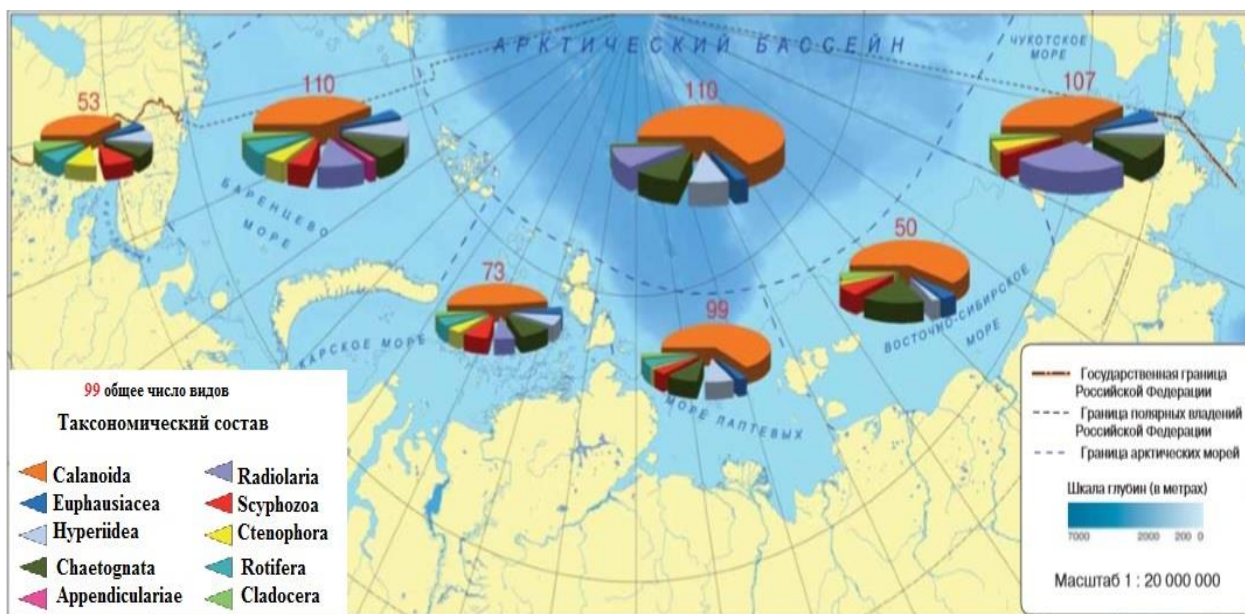 АРКТИЧЕСКИЙ БАССЕЙН
ЧУКОТСКОЕ
МОРЕ
53
110
110
107
БАРЕНЦЕВО
МОРЕ
50
73
99
КАРСКОЕ МОРЕ
МОРЕ ЛАПТЕВЫХ
ВОСТОЧНО-СИБИРСКОЕ
МОРЕ
99 общее число видов
Таксономический состав
Calanoida
Euphausiacea
Hyperiidea
Chaetognata
Appendiculariae
Radiolaria
Scyphozoa
Ctenophora
Rotifera
Cladocera
Государственная граница
Российской Федерации
Граница полярных владений
Российской Федерации
Граница арктических морей
Шкала глубин (в метрах)
7000 2000 200 0
Масштаб 1 : 20 000 000